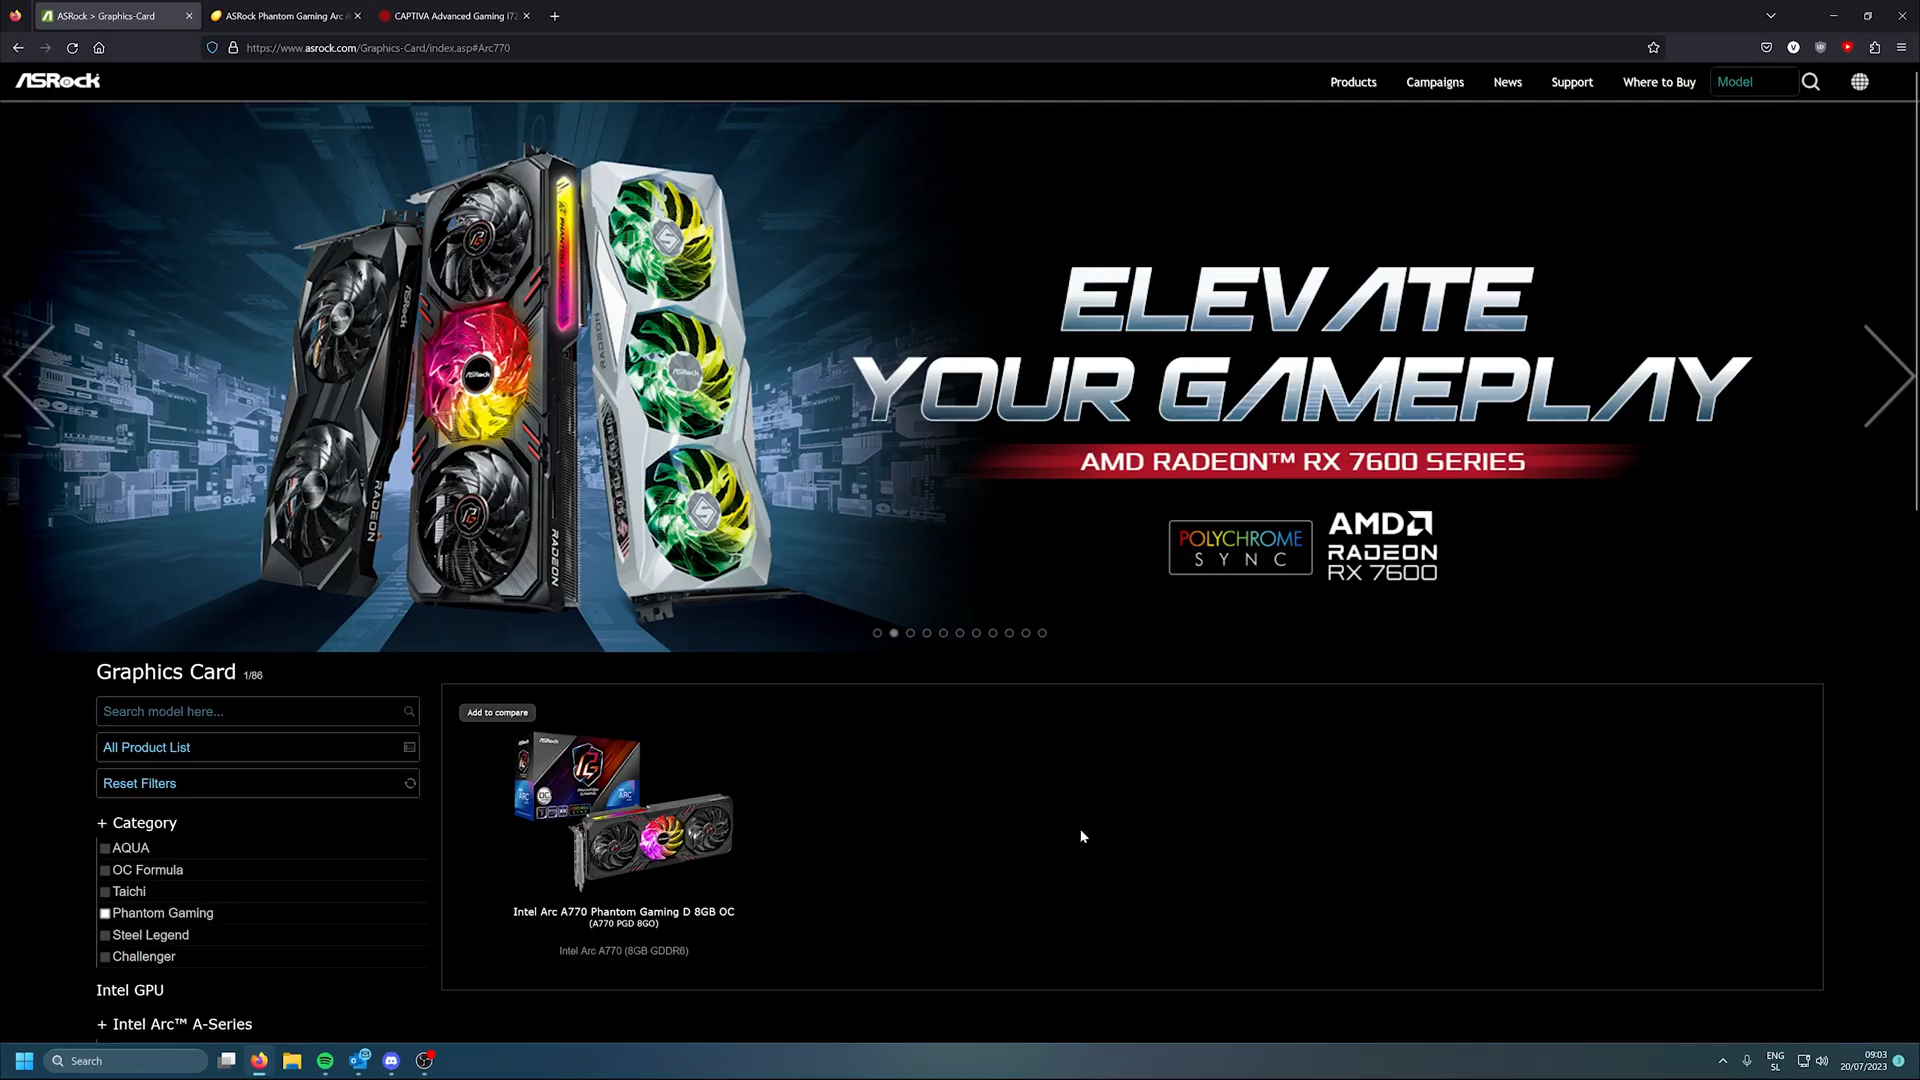 ASRock > Graphics-Card
ASRock Phantom Gaming Arc A
CAPTIVA Advanced Gaming I72
https://www.asrock.com/Graphics-Card/index.asp#Arc770
ASRock
Products
Campaigns
News
Support
Where to Buy
Model
ELEVATE
YOUR GAMEPLAY
AMD RADEON™ RX 7600 SERIES
POLYCHROME
SYNC
AMD
RADEON
RX 7600
Graphics Card 1/86
Search model here...
All Product List
Reset Filters
+ Category
AQUA
OC Formula
Taichi
Phantom Gaming
Steel Legend
Challenger
Intel GPU
+ Intel Arc™ A-Series
Add to compare
Intel Arc A770 Phantom Gaming D 8GB OC
(A770 PGD 8GO)
Intel Arc A770 (8GB GDDR6)
Search
ENG
SL
09:03
20/07/2023
3